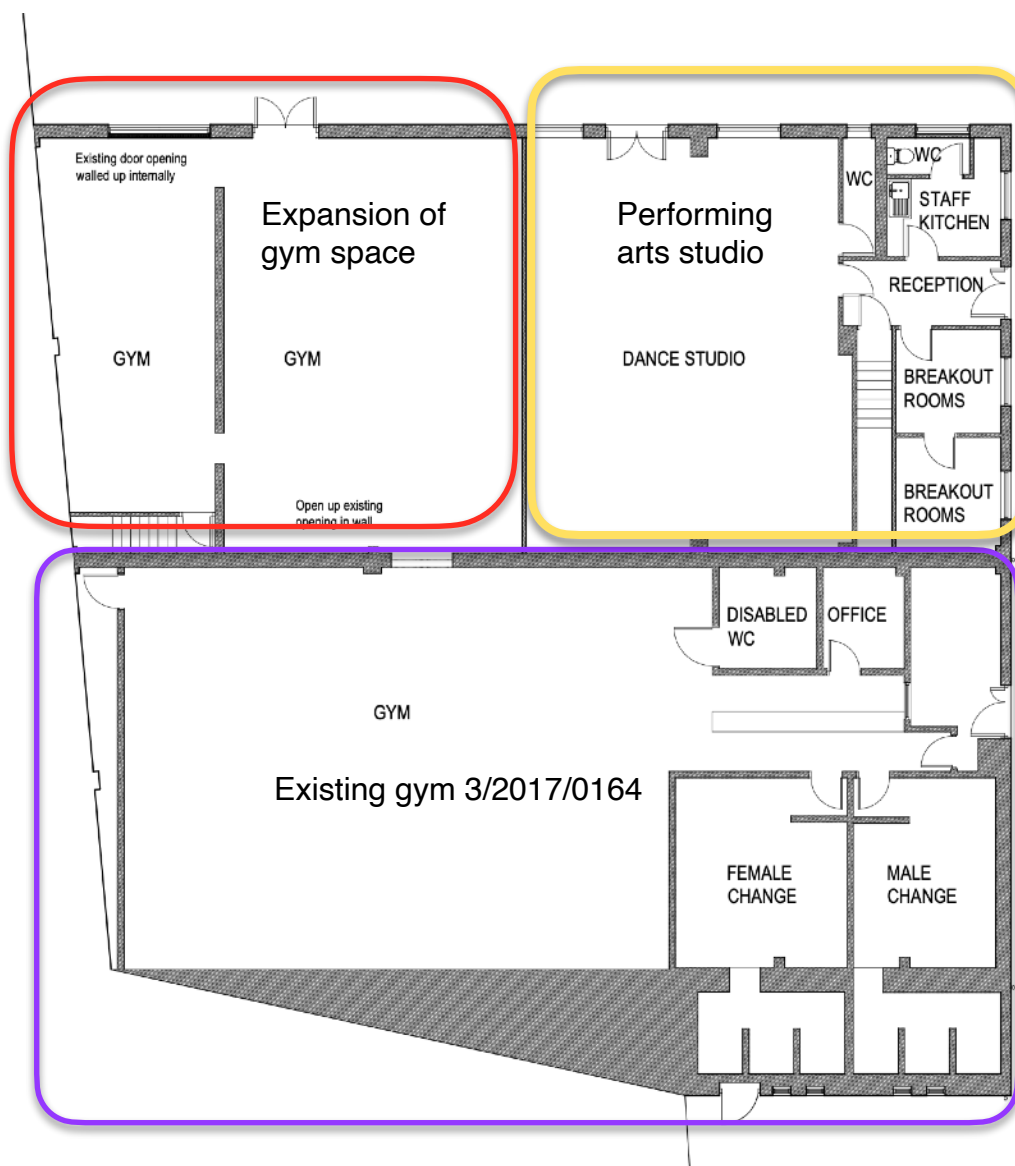 Existing door opening
walled up internally
Expansion of
gym space
GYM
GYM
Open up existing
opening in wall
Performing
arts studio
DANCE STUDIO
WC
WC
STAFF
KITCHEN
RECEPTION
BREAKOUT
ROOMS
BREAKOUT
ROOMS
DISABLED
WC
OFFICE
GYM
Existing gym 3/2017/0164
FEMALE
CHANGE
MALE
CHANGE